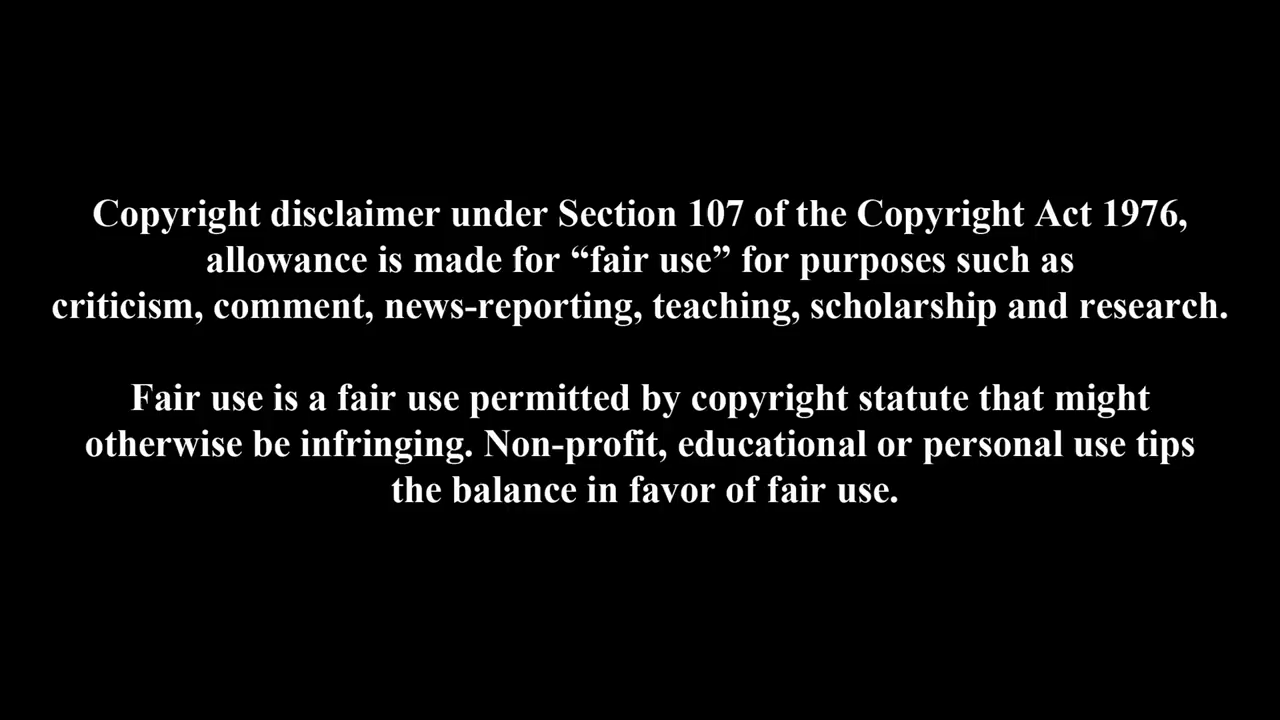 Copyright disclaimer under Section 107 of the Copyright Act 1976,
allowance is made for “fair use” for purposes such as
criticism, comment, news-reporting, teaching, scholarship and research.
Fair use is a fair use permitted by copyright statute that might
otherwise be infringing. Non-profit, educational or personal use tips
the balance in favor of fair use.